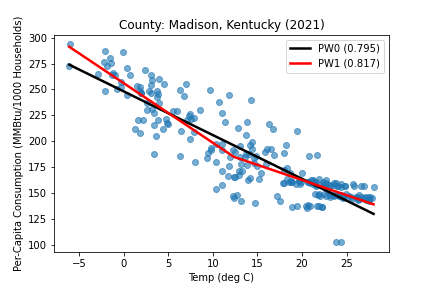 County: Madison, Kentucky (2021)
Per-Capita Consumption (MMBtu/1000 Households)
300
275
250
225
200
175
150
125
100
PW0 (0.795)
PW1 (0.817)
−5 0 5 10 15 20 25
Temp (deg C)